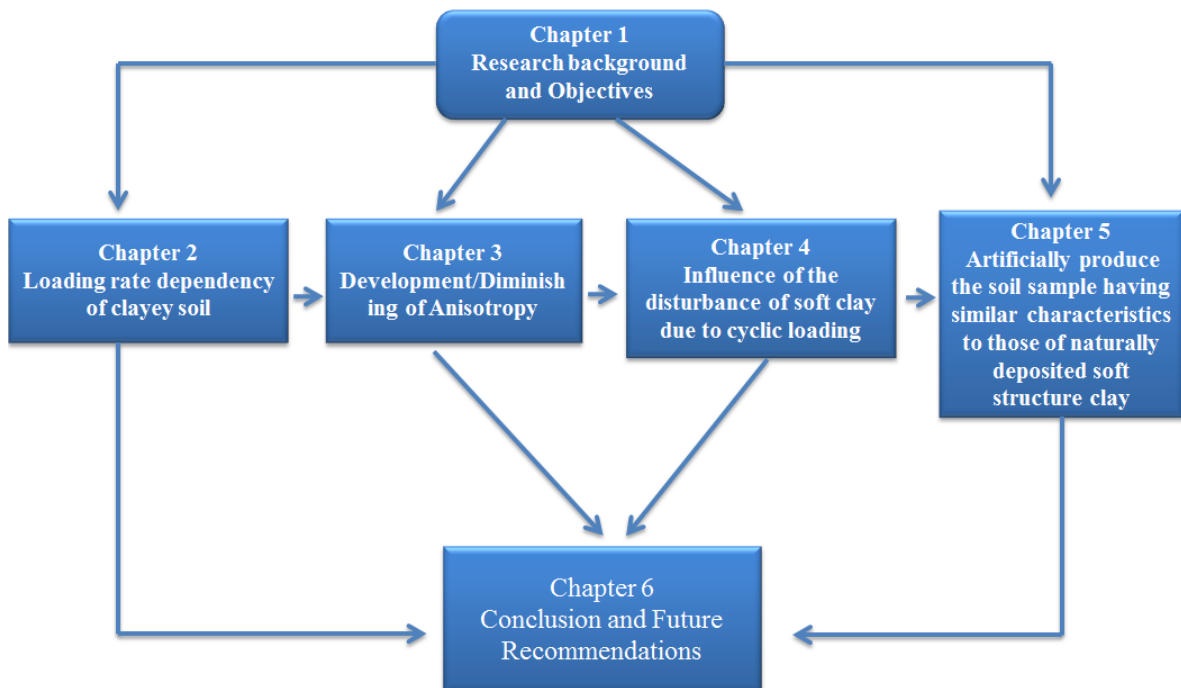 Chapter 1
Research background
and Objectives
Chapter 2
Loading rate dependency
of clayey soil
Chapter 3
Development/Diminish
ing of Anisotropy
Chapter 4
Influence of the
disturbance of soft clay
due to cyclic loading
Chapter 5
Artificially produce
the soil sample having
similar characteristics
to those of naturally
deposited soft
structure clay
Chapter 6
Conclusion and Future
Recommendations